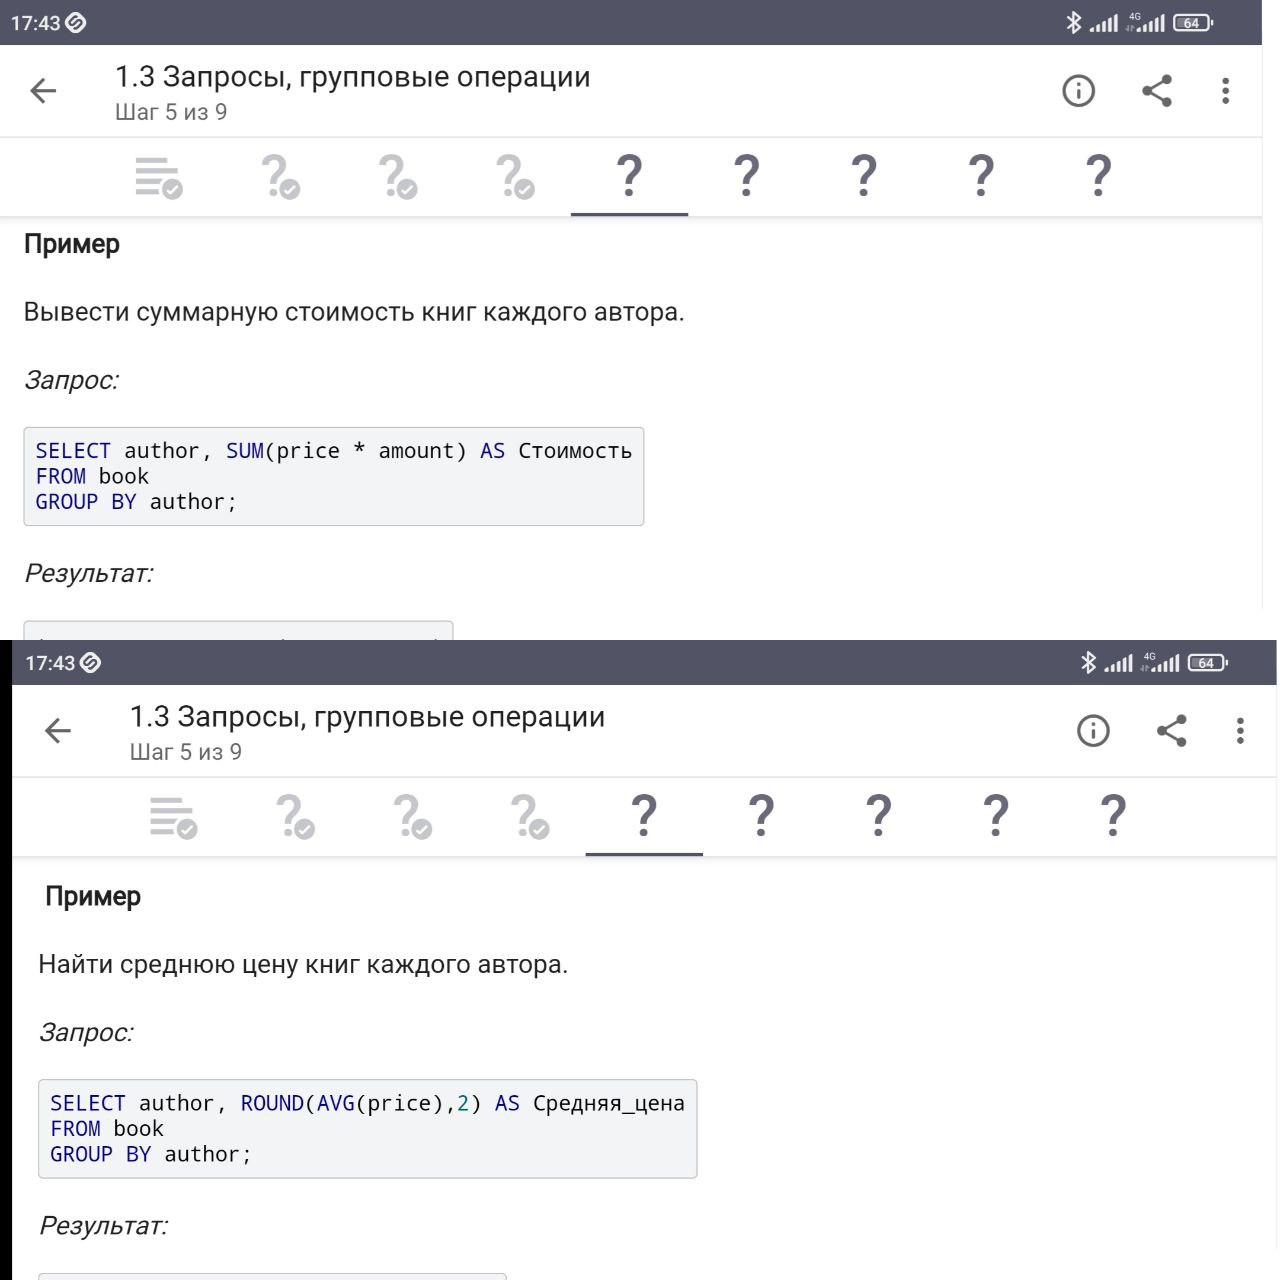 17:43
4G
64
1.3 Запросы, групповые операции
Шаг 5 из 9
? ? ? ? ? ? ? ?
Пример
Вывести суммарную стоимость книг каждого автора.
Запрос:
SELECT author, SUM(price * amount) AS Стоимость
FROM book
GROUP BY author;
Результат:
17:43
4G
64
1.3 Запросы, групповые операции
Шаг 5 из 9
? ? ? ? ? ? ? ?
Пример
Найти среднюю цену книг каждого автора.
Запрос:
SELECT author, ROUND(AVG(price),2) AS Средняя_цена
FROM book
GROUP BY author;
Результат: